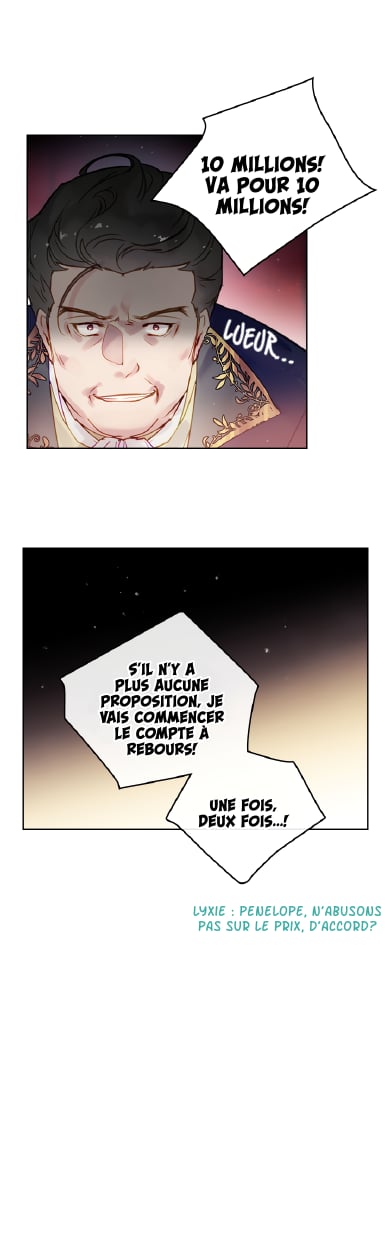 10 MILLIONS!
VA POUR 10
MILLIONS!
LUEUR...
S'IL N'Y A
PLUS AUCUNE
PROPOSITION, JE
VAIS COMMENCER
LE COMPTE À
REBOURS!
UNE FOIS,
DEUX FOIS...!
LYXIE : PENELOPE, N'ABUSONS
PAS SUR LE PRIX, D'ACCORD?